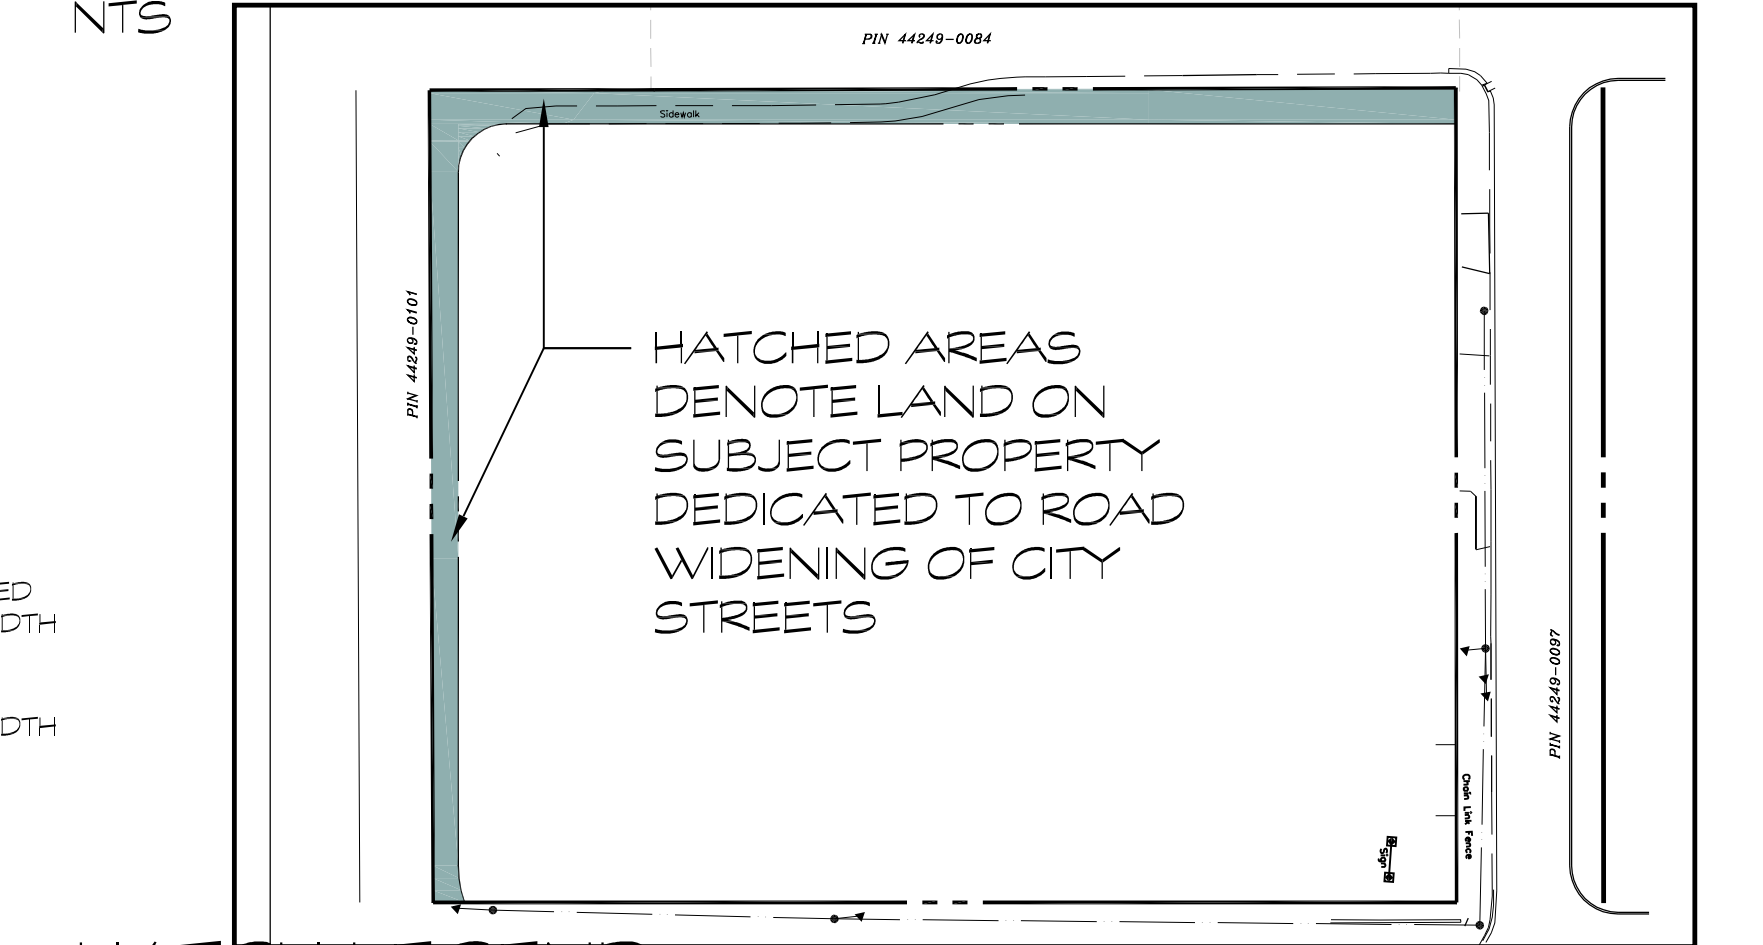 NTS
PIN 44249-0084
Sidewalk
PIN 44249-0101
HATCHED AREAS
DENOTE LAND ON
SUBJECT PROPERTY
DEDICATED TO ROAD
WIDENING OF CITY
STREETS
ED
DTH
DTH
PIN 44249-0097
Chain Link Fence
Sign